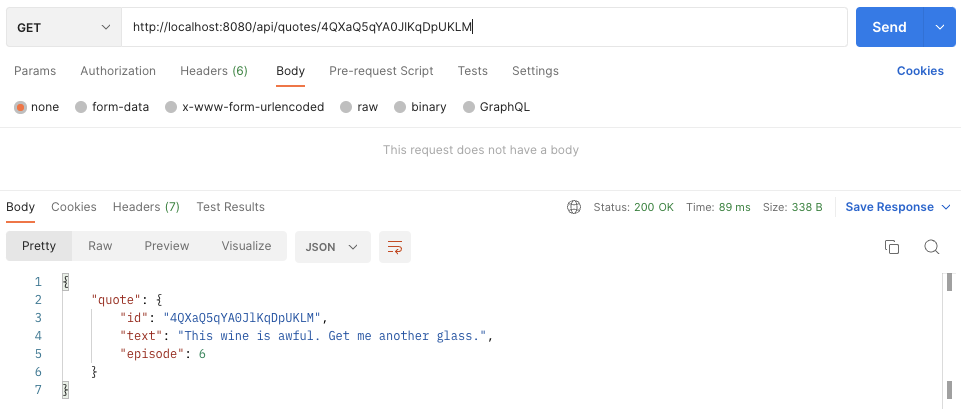 GET http://localhost:8080/api/quotes/4QXaQ5qYA0JlKqDpUKLM Send
Params Authorization Headers (6) Body Pre-request Script Tests Settings Cookies
none form-data x-www-form-urlencoded raw binary GraphQL
This request does not have a body
Body Cookies Headers (7) Test Results Status: 200 OK Time: 89 ms Size: 338 B Save Response
Pretty Raw Preview Visualize JSON
1 {
2 "quote": {
3 "id": "4QXaQ5qYA0JlKqDpUKLM",
4 "text": "This wine is awful. Get me another glass.",
5 "episode": 6
6 }
7 }